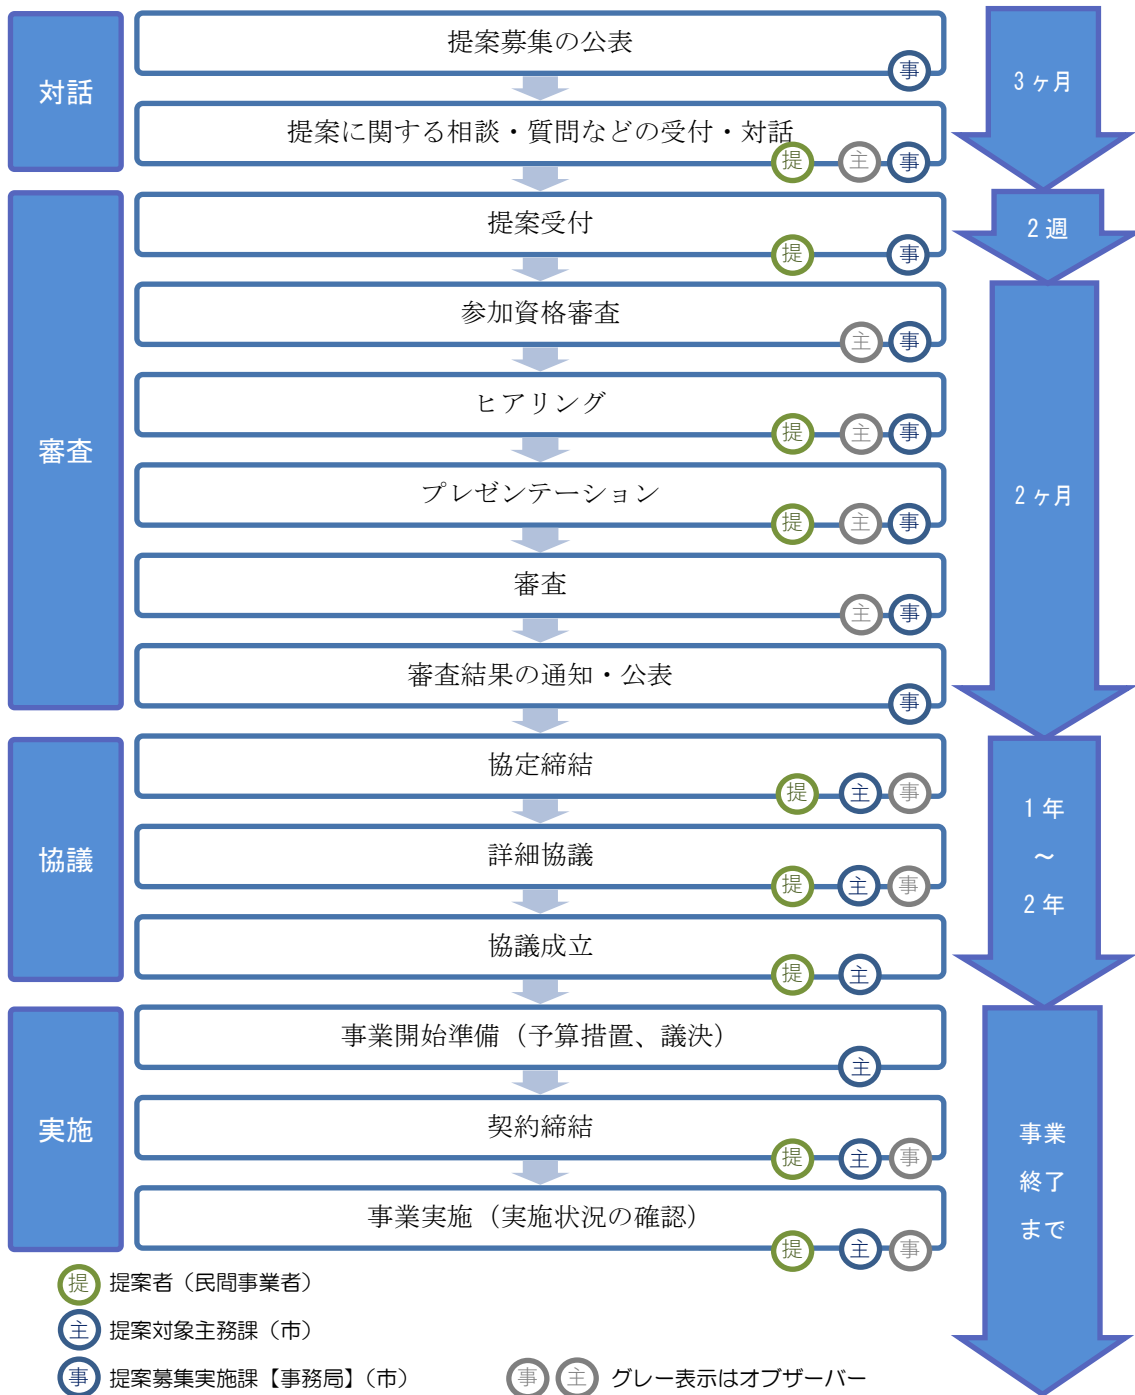 対話
提案募集の公表
事
3ヶ月
提案に関する相談・質問などの受付・対話
提 主 事
審査
提案受付
提 事
2週
参加資格審査
主 事
ヒアリング
提 主 事
プレゼンテーション
提 主 事
2ヶ月
審査
主 事
審査結果の通知・公表
事
協議
協定締結
提 主 事
1年
~
2年
詳細協議
提 主 事
協議成立
提 主
実施
事業開始準備(予算措置、議決)
主
契約締結
提 主 事
事業
終了
まで
事業実施(実施状況の確認)
提 主 事
提 提案者(民間事業者)
主 提案対象主務課(市)
事 提案募集実施課【事務局】(市)
事 主 グレー表示はオブザーバー